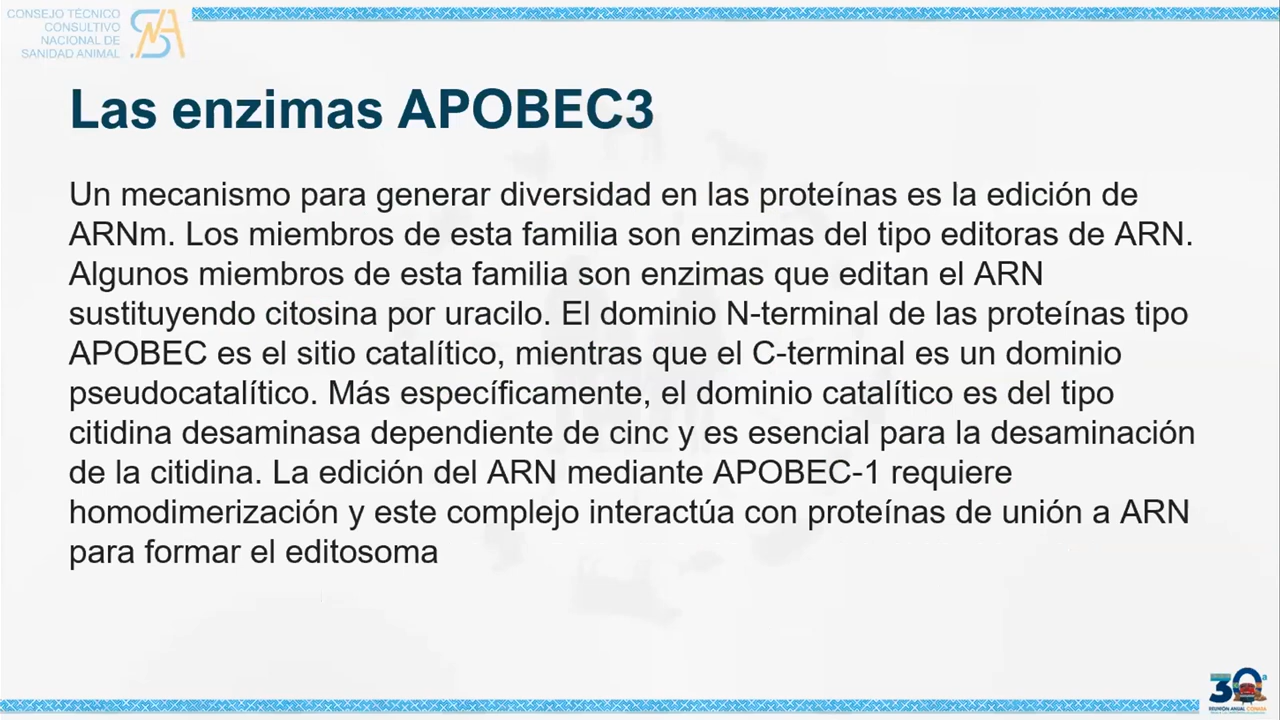 CONSEJO TÉCNICO
CONSULTIVO
NACIONAL DE
SANIDAD ANIMAL
Las enzimas APOBEC3
Un mecanismo para generar diversidad en las proteínas es la edición de
ARNm. Los miembros de esta familia son enzimas del tipo editoras de ARN.
Algunos miembros de esta familia son enzimas que editan el ARN
sustituyendo citosina por uracilo. El dominio N-terminal de las proteínas tipo
APOBEC es el sitio catalítico, mientras que el C-terminal es un dominio
pseudocatalítico. Más específicamente, el dominio catalítico es del tipo
citidina desaminasa dependiente de cinc y es esencial para la desaminación
de la citidina. La edición del ARN mediante APOBEC-1 requiere
homodimerización y este complejo interactúa con proteínas de unión a ARN
para formar el editosoma
30ª
REUNIÓN ANUAL CONASA